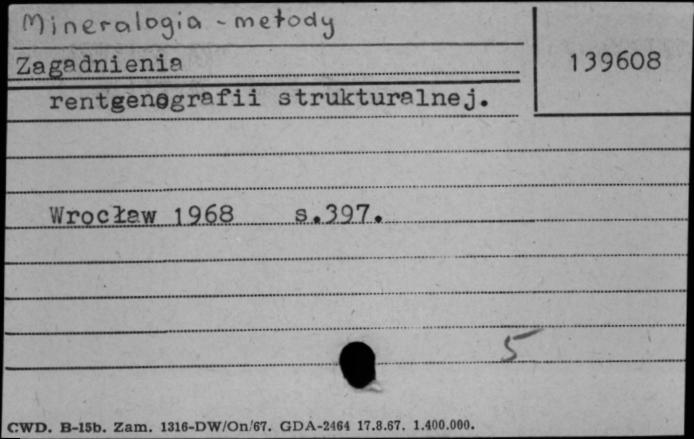 Mineralogia - metody
Zagadnienia
139608
rentgenografii strukturalnej.
Wrocław 1968 s.397.
5
CWD. B-15b. Zam. 1316-DW/On/67. GDA-2464 17.8.67. 1.400.000.